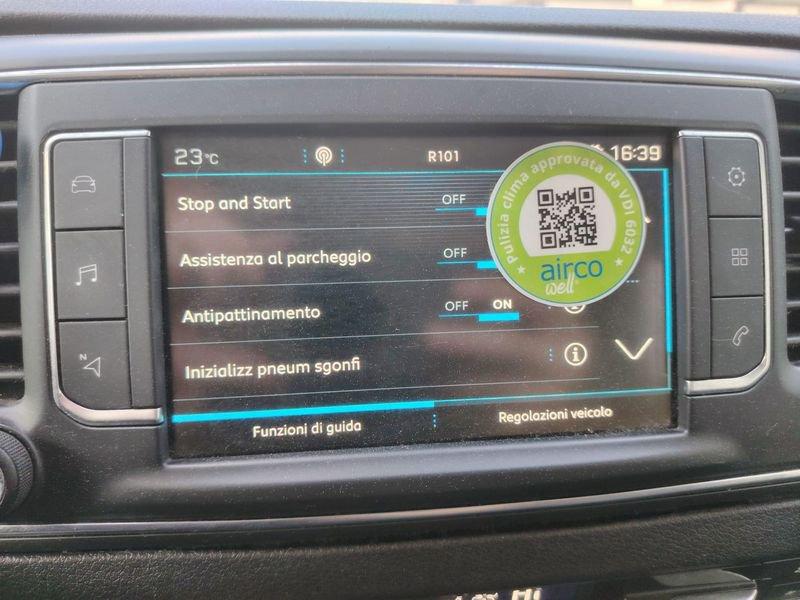 23°C R101 16:39
Stop and Start OFF
Assistenza al parcheggio OFF
Antipattinamento OFF ON
Inizializz pneum sgonfi
Funzioni di guida Regolazioni veicolo
Pulizia clima approvata da VDI 6032
airco
well
N
HI